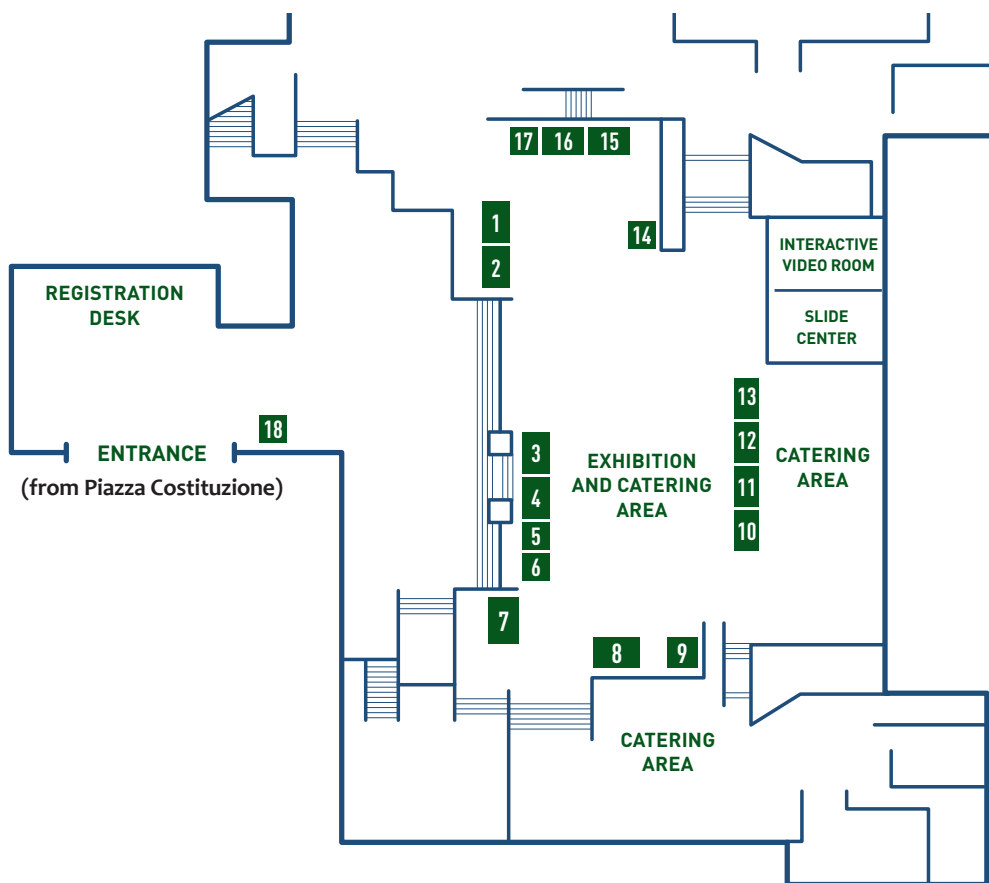 17 16 15
1
14
2
INTERACTIVE
VIDEO ROOM
REGISTRATION
DESK
SLIDE
CENTER
13
18
12
3
ENTRANCE
(from Piazza Costituzione)
EXHIBITION
AND CATERING
AREA
CATERING
AREA
11
4
10
5
6
7
8 9
CATERING
AREA